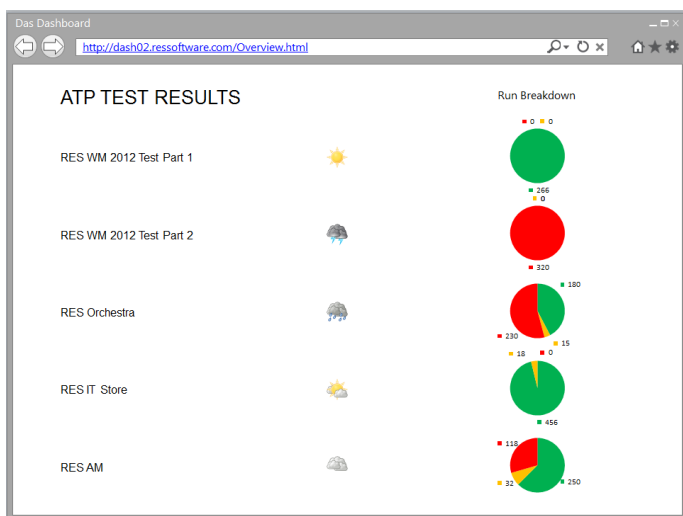 Das Dashboard
http://dash02.ressoftware.com/Overview.html
ATP TEST RESULTS
Run Breakdown
0 0
RES WM 2012 Test Part 1
266
0
RES WM 2012 Test Part 2
320
180
RES Orchestra
230
15
18 0
RES IT Store
456
118
RES AM
32 250